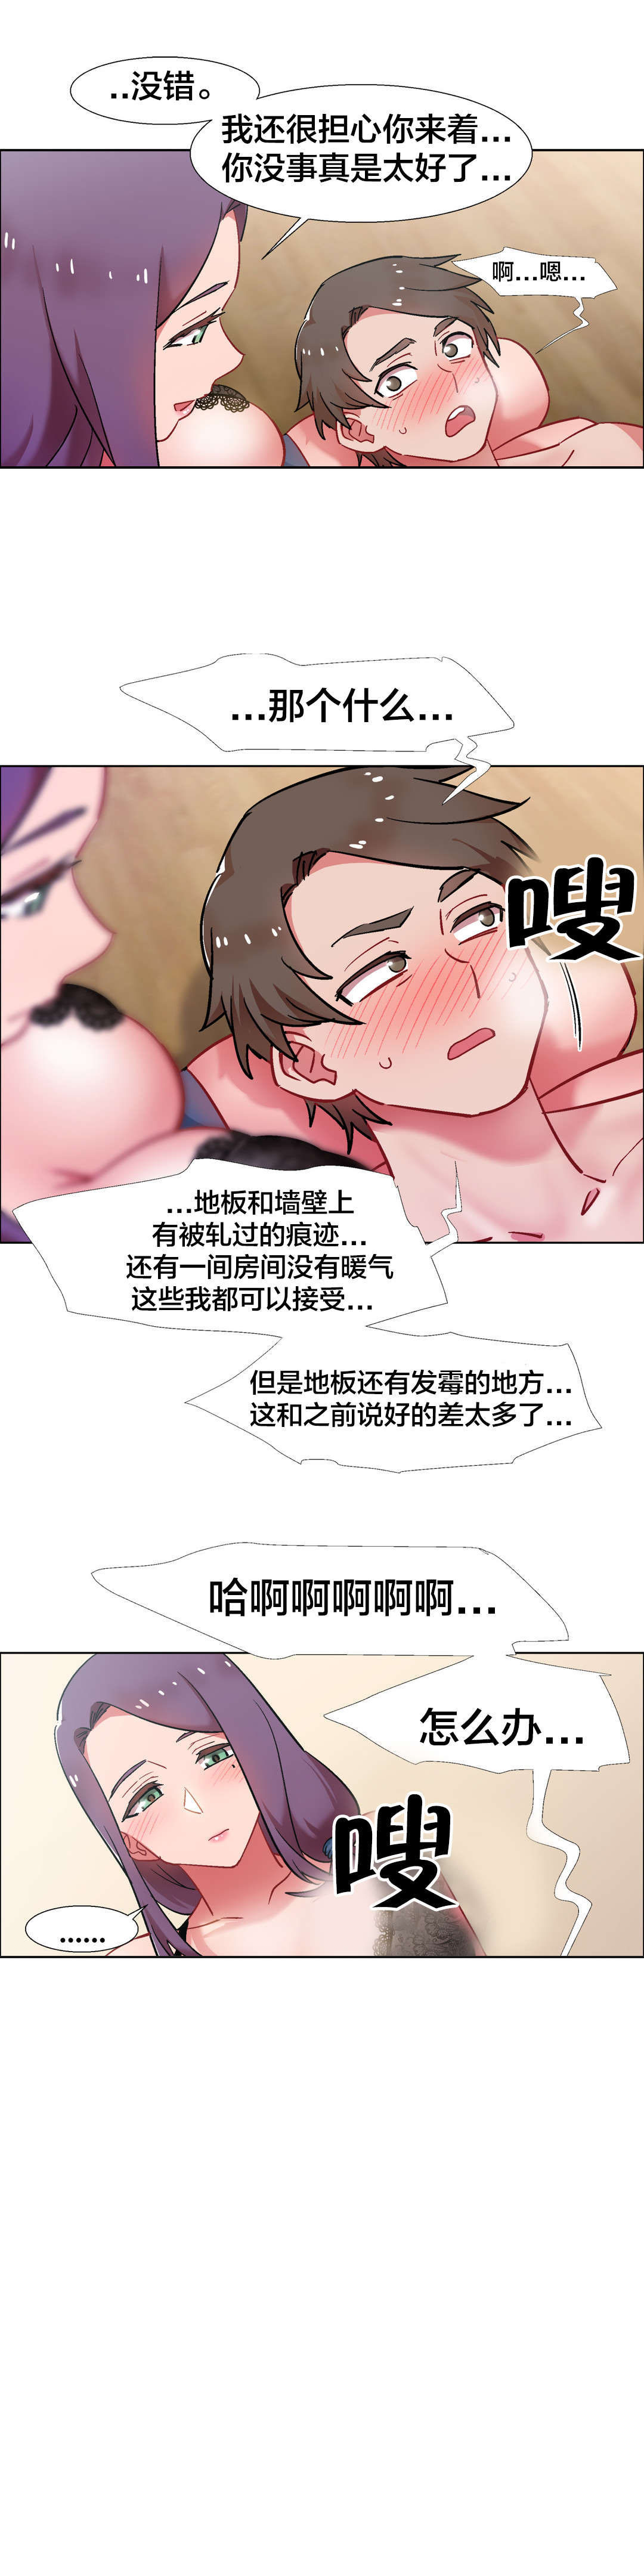 ..没错。
我还很担心你来着...
你没事真是太好了...
啊...嗯...
...那个什么...
嗖
...地板和墙壁上
有被轧过的痕迹...
还有一间房间没有暖气
这些我都可以接受...
但是地板还有发霉的地方...
这和之前说好的差太多了...
哈啊啊啊啊啊...
怎么办...
嗖
......